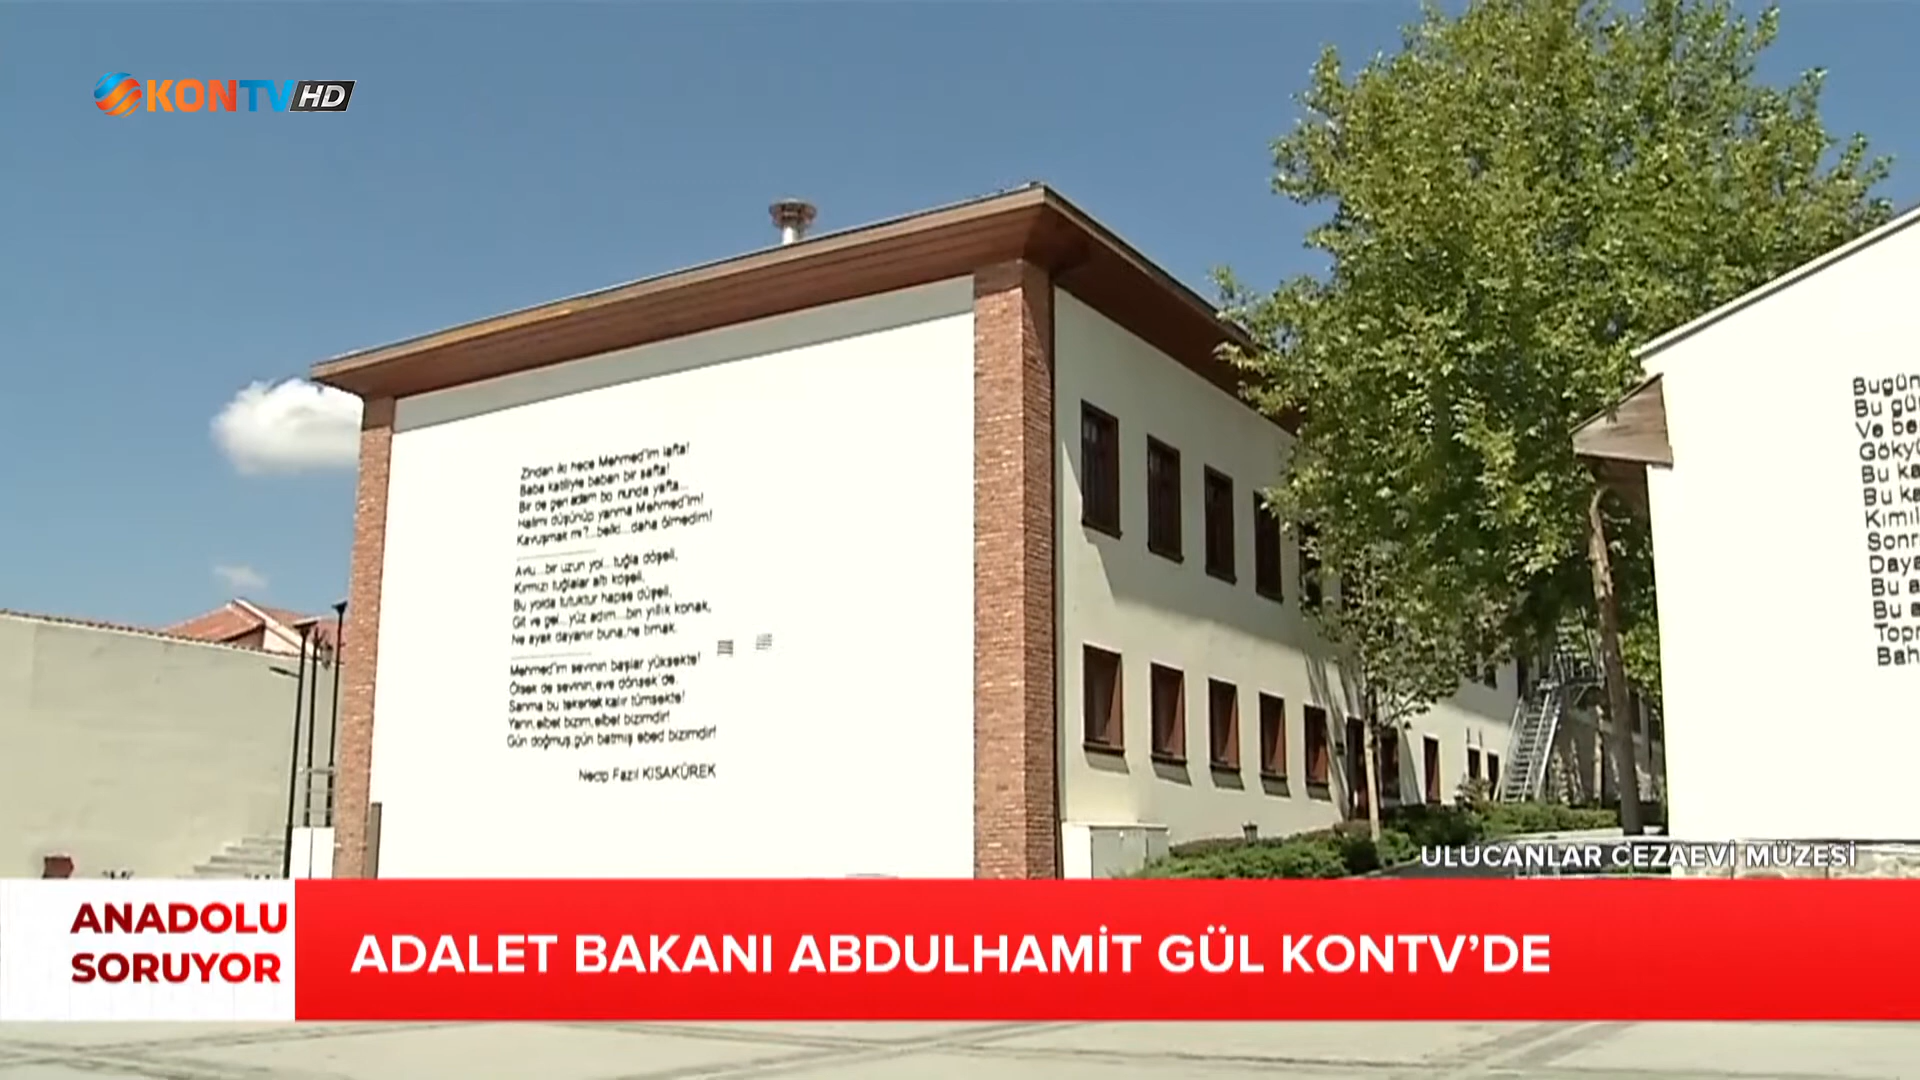 KONTV HD
Zindan iki hece Mehmed'im lafta!
Baba katiliyle baban bir safta!
Bir de geri adam bo nunda yafta...
Halimi düşünüp yanma Mehmed'im!
Kavuşmak mı?...belki...daha ölmedim!
Avlu...bir uzun yol...tuğla döşeli,
Kırmızı tuğlalar altı köşeli,
Bu yolda tutuktur hapse düşeli,
Git ve gel...yüz adım...bin yıllık konak,
Ne ayak dayanır buna,ne tırnak.
Mehmed'im sevinin başlar yüksekte!
Ölsek de sevinin,eve dönsek'de.
Sanma bu tekerlek kalır tümsekte!
Yarın,elbet bizim,elbet bizimdir!
Gün doğmuş,gün batmış ebed bizimdir!
Necip Fazıl KISAKÜREK
Bugün
Bu gü
Ve be
Gökyü
Bu ka
Bu ka
Kımıl
Sonr
Daya
Bu a
Bu a
Topr
Bah
ULUCANLAR CEZAEVİ MÜZESİ
ANADOLU
SORUYOR
ADALET BAKANI ABDULHAMİT GÜL KONTV'DE